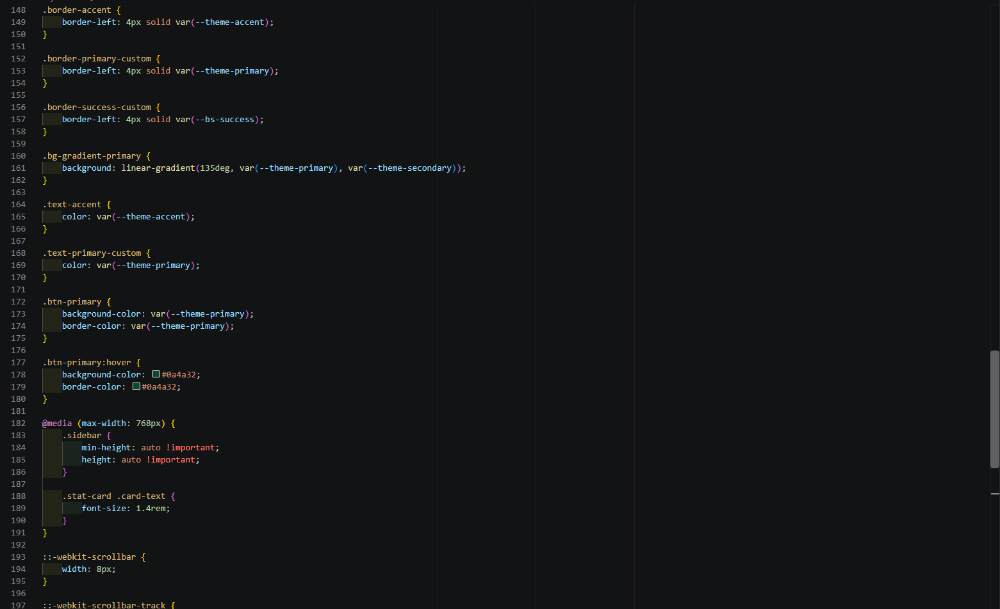 148 .border-accent {
149     border-left: 4px solid var(--theme-accent);
150 }
151
152 .border-primary-custom {
153     border-left: 4px solid var(--theme-primary);
154 }
155
156 .border-success-custom {
157     border-left: 4px solid var(--bs-success);
158 }
159
160 .bg-gradient-primary {
161     background: linear-gradient(135deg, var(--theme-primary), var(--theme-secondary));
162 }
163
164 .text-accent {
165     color: var(--theme-accent);
166 }
167
168 .text-primary-custom {
169     color: var(--theme-primary);
170 }
171
172 .btn-primary {
173     background-color: var(--theme-primary);
174     border-color: var(--theme-primary);
175 }
176
177 .btn-primary:hover {
178     background-color: #0a4a32;
179     border-color: #0a4a32;
180 }
181
182 @media (max-width: 768px) {
183     .sidebar {
184         min-height: auto !important;
185         height: auto !important;
186     }
187
188     .stat-card .card-text {
189         font-size: 1.4rem;
190     }
191 }
192
193 ::-webkit-scrollbar {
194     width: 8px;
195 }
196
197 ::-webkit-scrollbar-track {